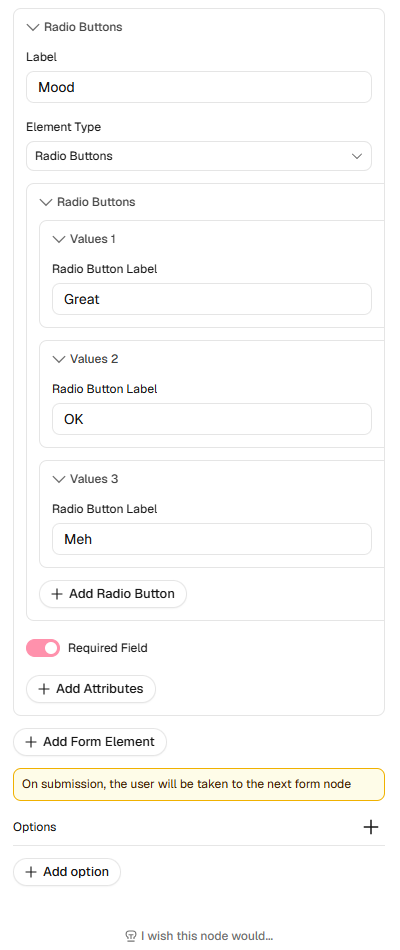 Radio Buttons
Label
Mood
Element Type
Radio Buttons
Radio Buttons
Values 1
Radio Button Label
Great
Values 2
Radio Button Label
OK
Values 3
Radio Button Label
Meh
Add Radio Button
Required Field
Add Attributes
Add Form Element
On submission, the user will be taken to the next form node
Options
Add option
I wish this node would...